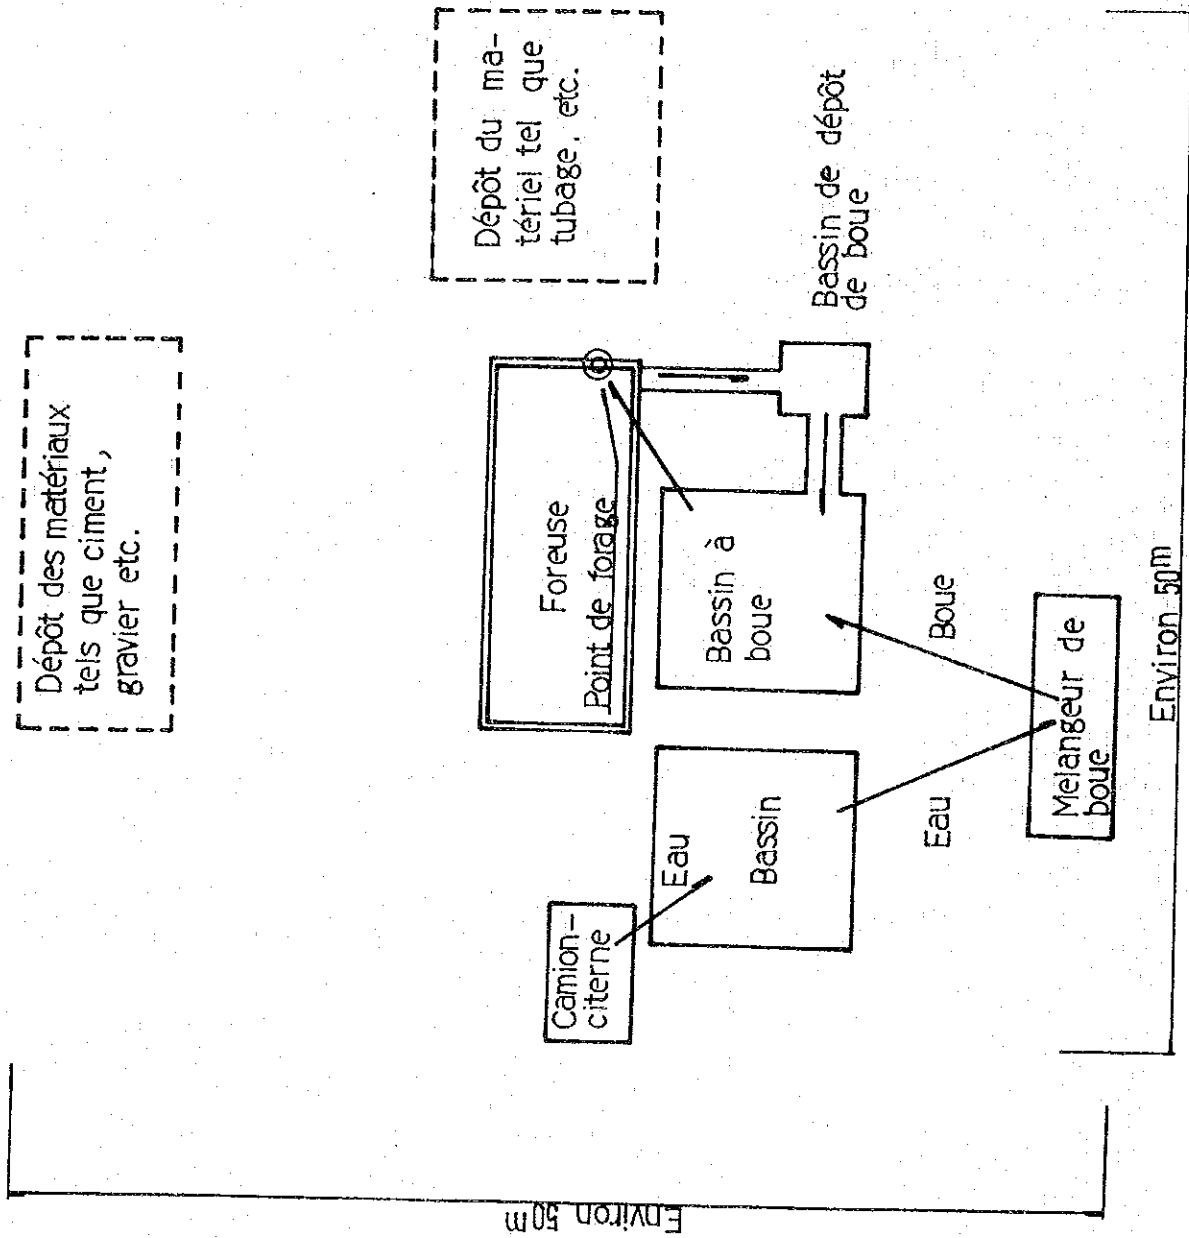 Dépôt des matériaux
tels que ciment,
gravier etc.
Dépôt du ma-
tériel tel que
tubage, etc.
Foreuse
Point de forage
Camion-
citerne
Eau
Bassin
Bassin à
boue
Bassin de dépôt
de boue
Eau
Boue
Melangeur de
boue
Environ 50m
Environ 50m